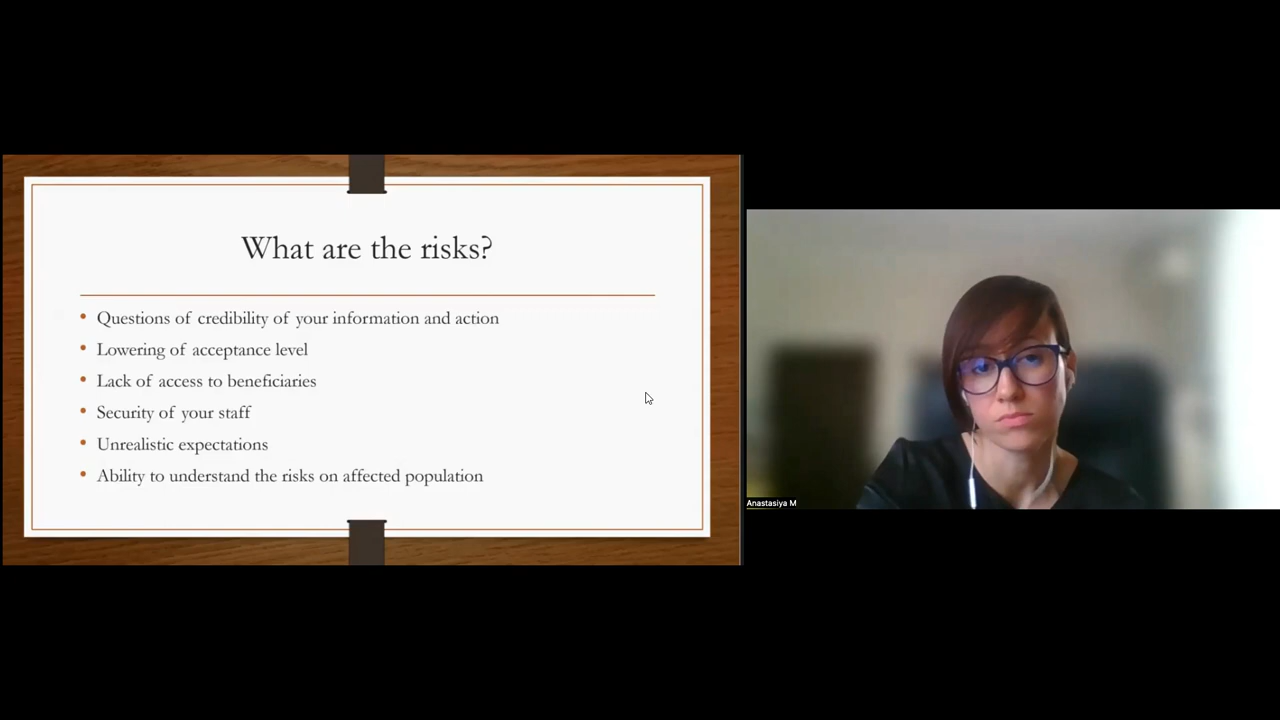 What are the risks?
• Questions of credibility of your information and action
• Lowering of acceptance level
• Lack of access to beneficiaries
• Security of your staff
• Unrealistic expectations
• Ability to understand the risks on affected population
Anastasiya M